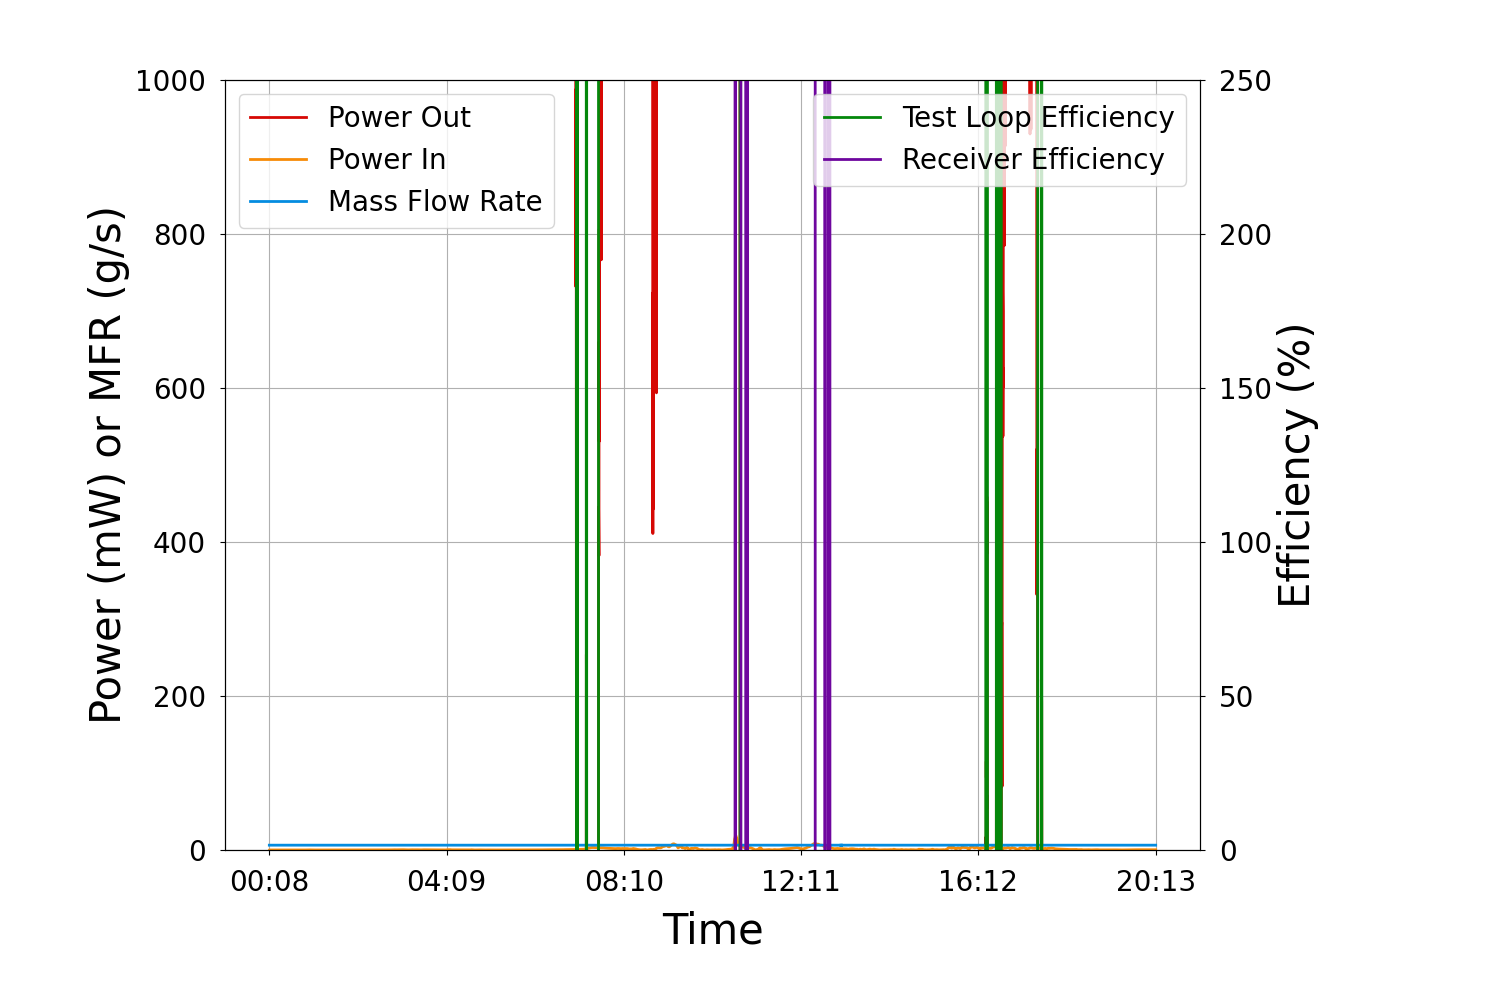 1000
800
600
400
200
0
Power (mW) or MFR (g/s)
Power Out
Power In
Mass Flow Rate
Test Loop Efficiency
Receiver Efficiency
250
200
150
100
50
0
Efficiency (%)
00:08 04:09 08:10 12:11 16:12 20:13
Time